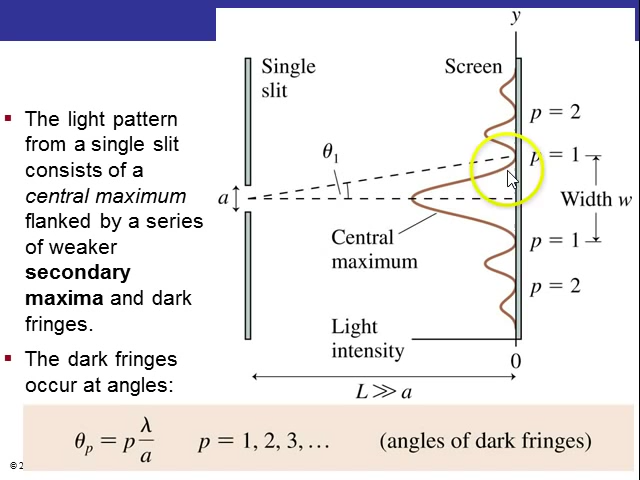 y
Single
slit
Screen
p = 2
θ1
p = 1
a
Width w
Central
maximum
p = 1
p = 2
Light
intensity
0
L ≫ a
▪ The light pattern
from a single slit
consists of a
central maximum
flanked by a series
of weaker
secondary
maxima and dark
fringes.
▪ The dark fringes
occur at angles:
θp = p λ/a    p = 1, 2, 3, …    (angles of dark fringes)
© 2